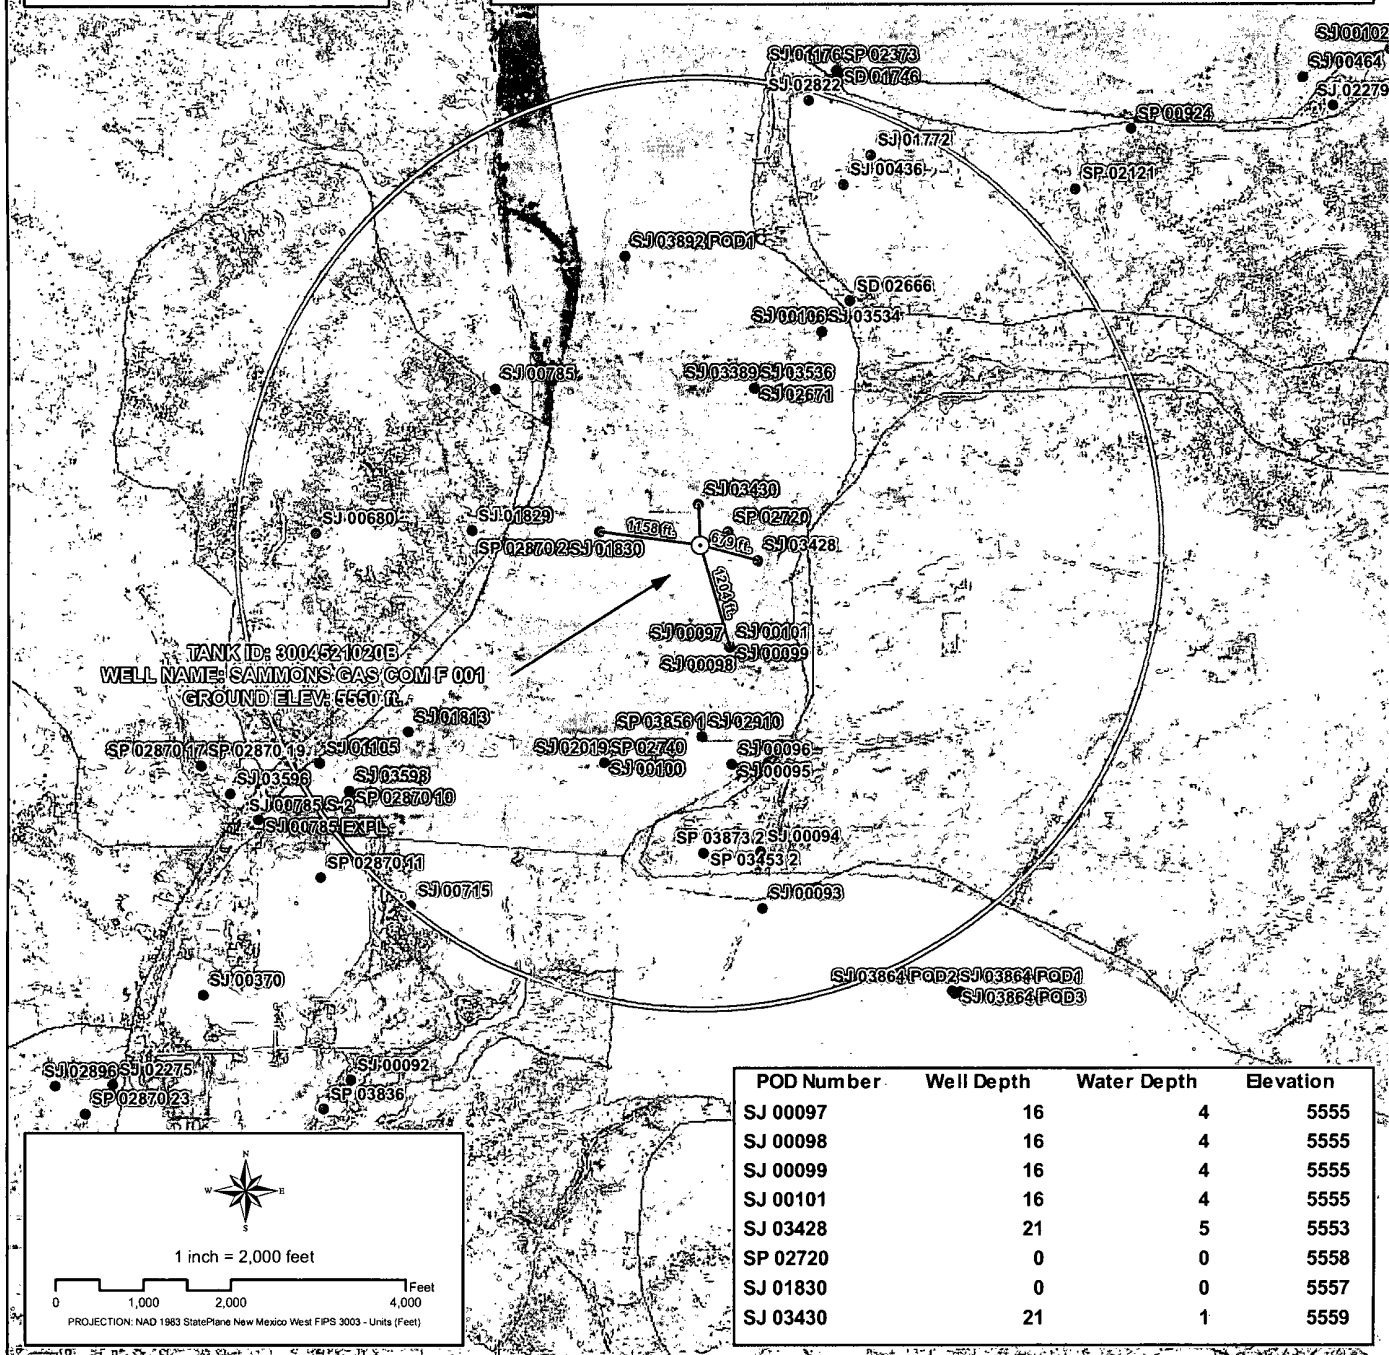 SJ 00102
SJ 01176 SP 02373
SJ 00464
SD 01746
SJ 02822
SJ 02279
SP 00924
SJ 01772
SJ 00436
SP 02121
SJ 03892 POD1
SD 02666
SJ 00106 SJ 03534
SJ 00785
SJ 03389 SJ 03536
SJ 02671
SJ 03430
SJ 00680
SJ 01829
SP 02720
1158 ft.
679 ft.
SP 02870 2 SJ 01830
SJ 03428
1204 ft.
SJ 00097 SJ 00101
SJ 00098 SJ 00099
TANK ID: 3004521020B
WELL NAME: SAMMONS GAS COM F 001
GROUND ELEV: 5550 ft.
SJ 01813
SP 03856 1 SJ 02910
SP 02870 17 SP 02870 19 SJ 01105
SJ 02019 SP 02740
SJ 00096
SJ 00100
SJ 00095
SJ 03596
SJ 03598
SP 02870 10
SJ 00785 S-2
SJ 00785 EXPL
SP 03873 2 SJ 00094
SP 03453 2
SP 02870 11
SJ 00715
SJ 00093
SJ 00370
SJ 03864 POD2 SJ 03864 POD1
SJ 03864 POD3
SJ 02896 SJ 02275
SJ 00092
SP 02870 23
SP 03836
POD Number Well Depth Water Depth Elevation
SJ 00097 16 4 5555
SJ 00098 16 4 5555
SJ 00099 16 4 5555
SJ 00101 16 4 5555
SJ 03428 21 5 5553
SP 02720 0 0 5558
SJ 01830 0 0 5557
SJ 03430 21 1 5559
N
W E
S
1 inch = 2,000 feet
Feet
0 1,000 2,000 4,000
PROJECTION: NAD 1983 StatePlane New Mexico West FIPS 3003 - Units (Feet)